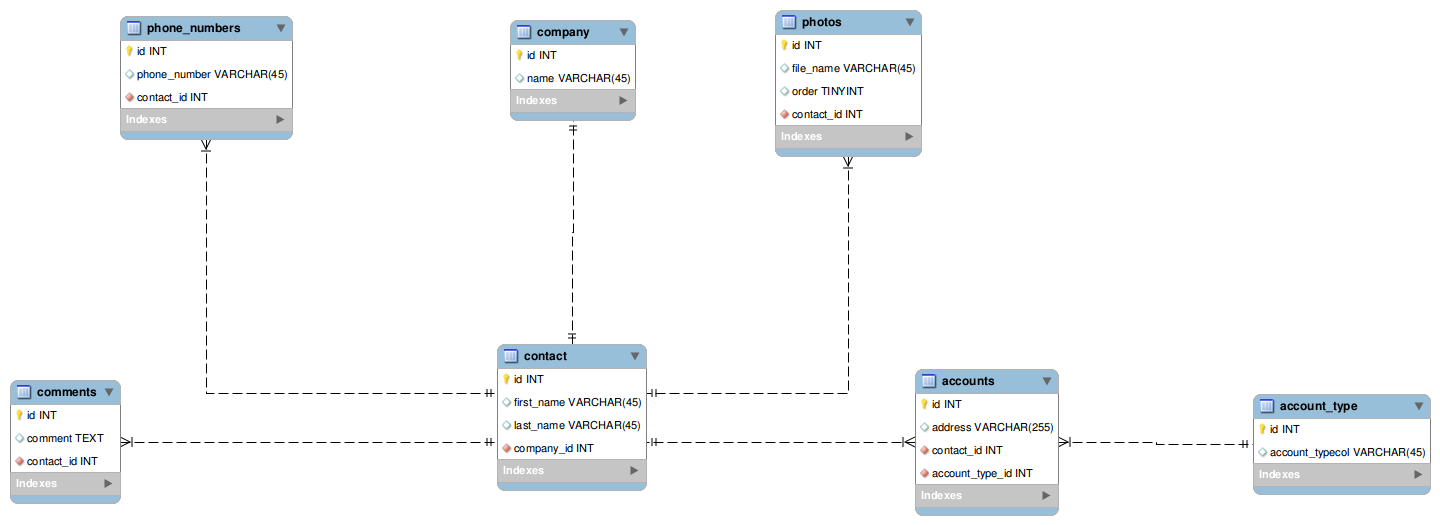 phone_numbers
id INT
phone_number VARCHAR(45)
contact_id INT
Indexes
company
id INT
name VARCHAR(45)
Indexes
photos
id INT
file_name VARCHAR(45)
order TINYINT
contact_id INT
Indexes
comments
id INT
comment TEXT
contact_id INT
Indexes
contact
id INT
first_name VARCHAR(45)
last_name VARCHAR(45)
company_id INT
Indexes
accounts
id INT
address VARCHAR(255)
contact_id INT
account_type_id INT
Indexes
account_type
id INT
account_typecol VARCHAR(45)
Indexes